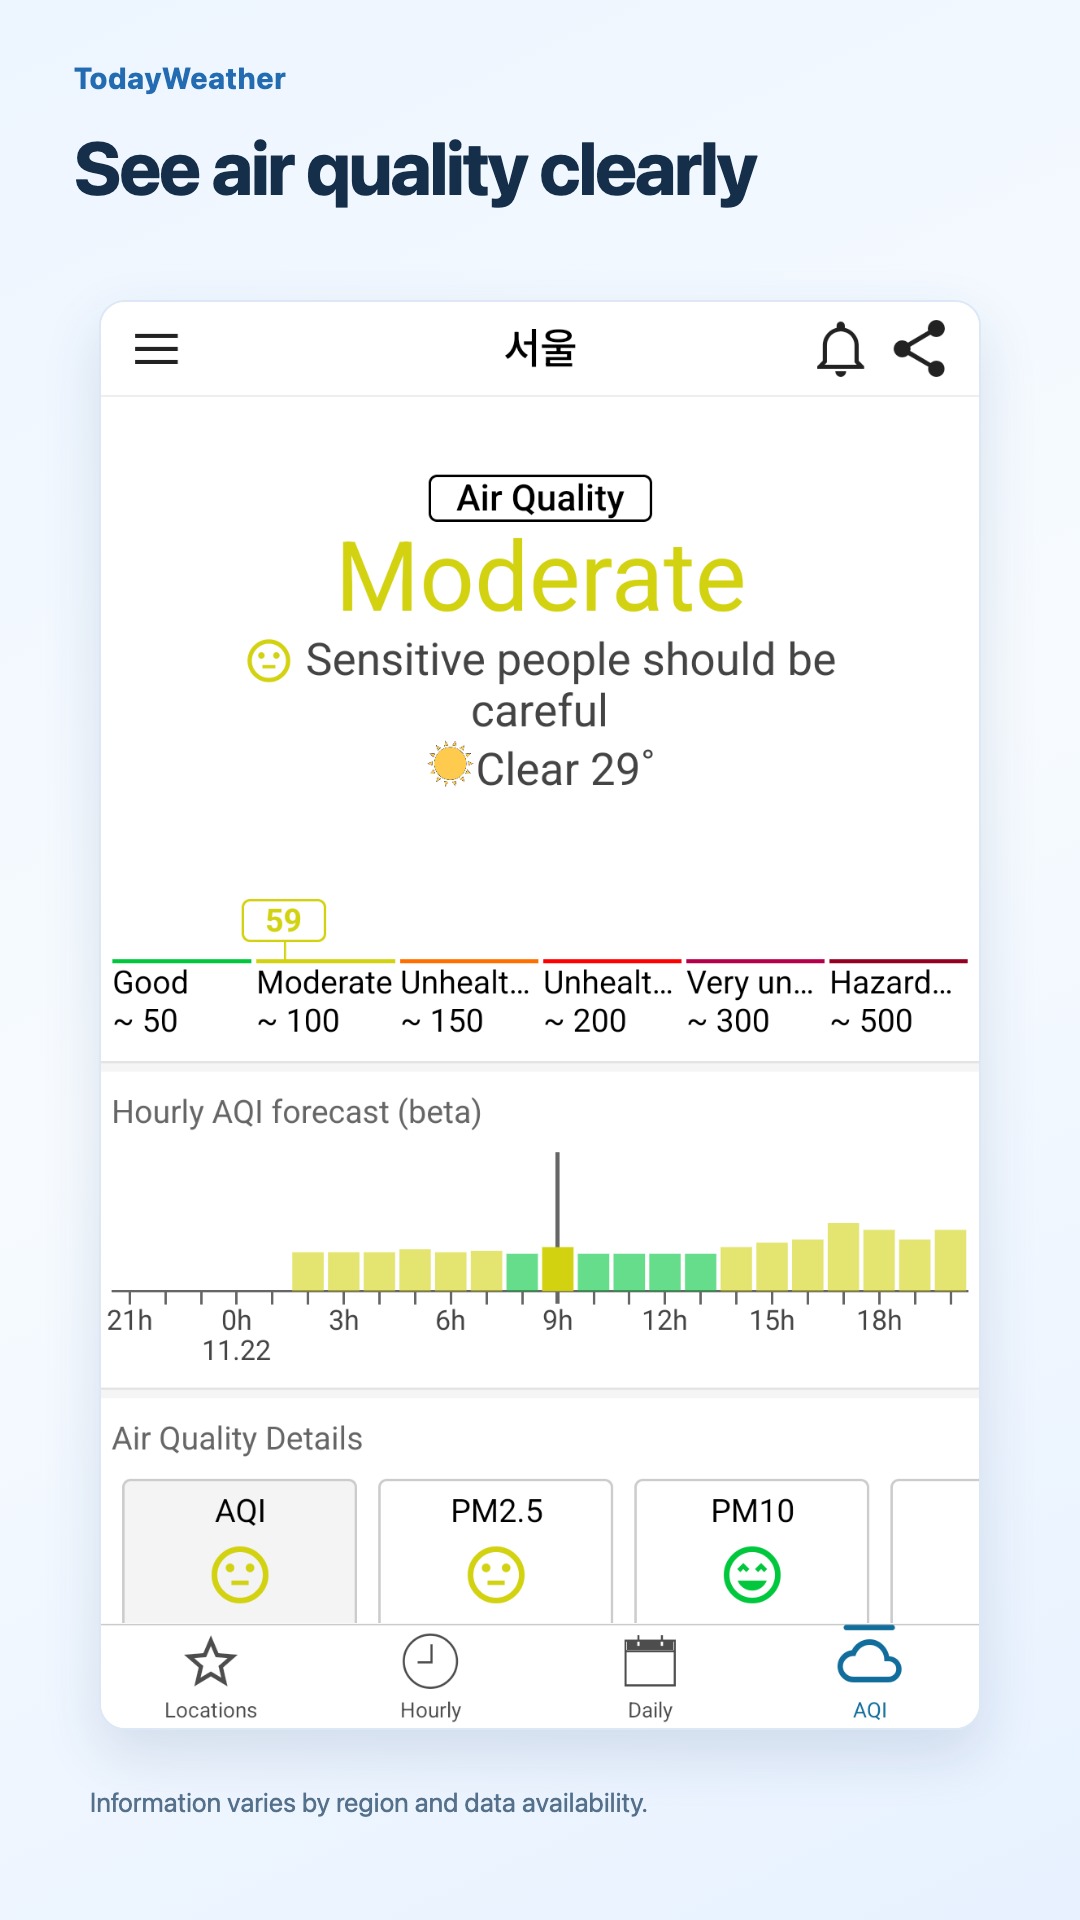 TodayWeather
See air quality clearly
서울
Air Quality
Moderate
Sensitive people should be
careful
Clear 29°
59
Good Moderate Unhealt... Unhealt... Very un... Hazard...
~ 50 ~ 100 ~ 150 ~ 200 ~ 300 ~ 500
Hourly AQI forecast (beta)
21h 0h 3h 6h 9h 12h 15h 18h
11.22
Air Quality Details
AQI PM2.5 PM10
Locations Hourly Daily AQI
Information varies by region and data availability.